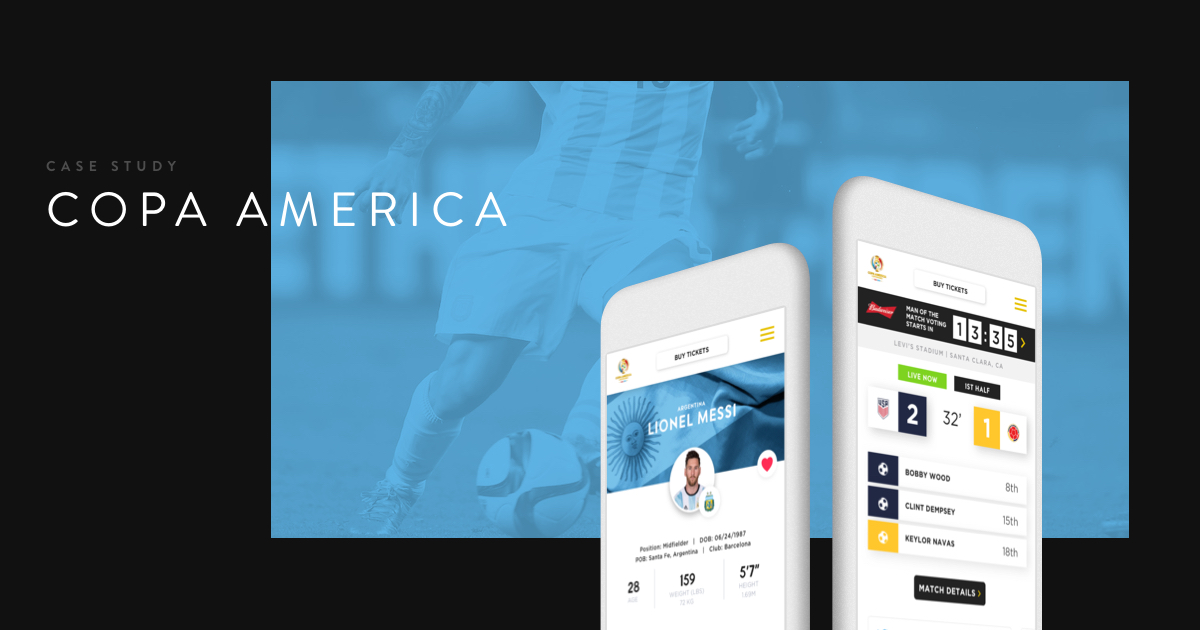 CASE STUDY
COPA AMERICA
BUY TICKETS
ARGENTINA
LIONEL MESSI
Position: Midfielder | DOB: 06/24/1987
POB: Santa Fe, Argentina | Club: Barcelona
28
AGE
159
WEIGHT (LBS)
72 KG
5'7"
HEIGHT
1.69M
BUY TICKETS
Budweiser
MAN OF THE
MATCH VOTING
STARTS IN
13:35
LEVI'S STADIUM | SANTA CLARA, CA
LIVE NOW
1ST HALF
2
32'
1
BOBBY WOOD
8th
CLINT DEMPSEY
15th
KEYLOR NAVAS
18th
MATCH DETAILS